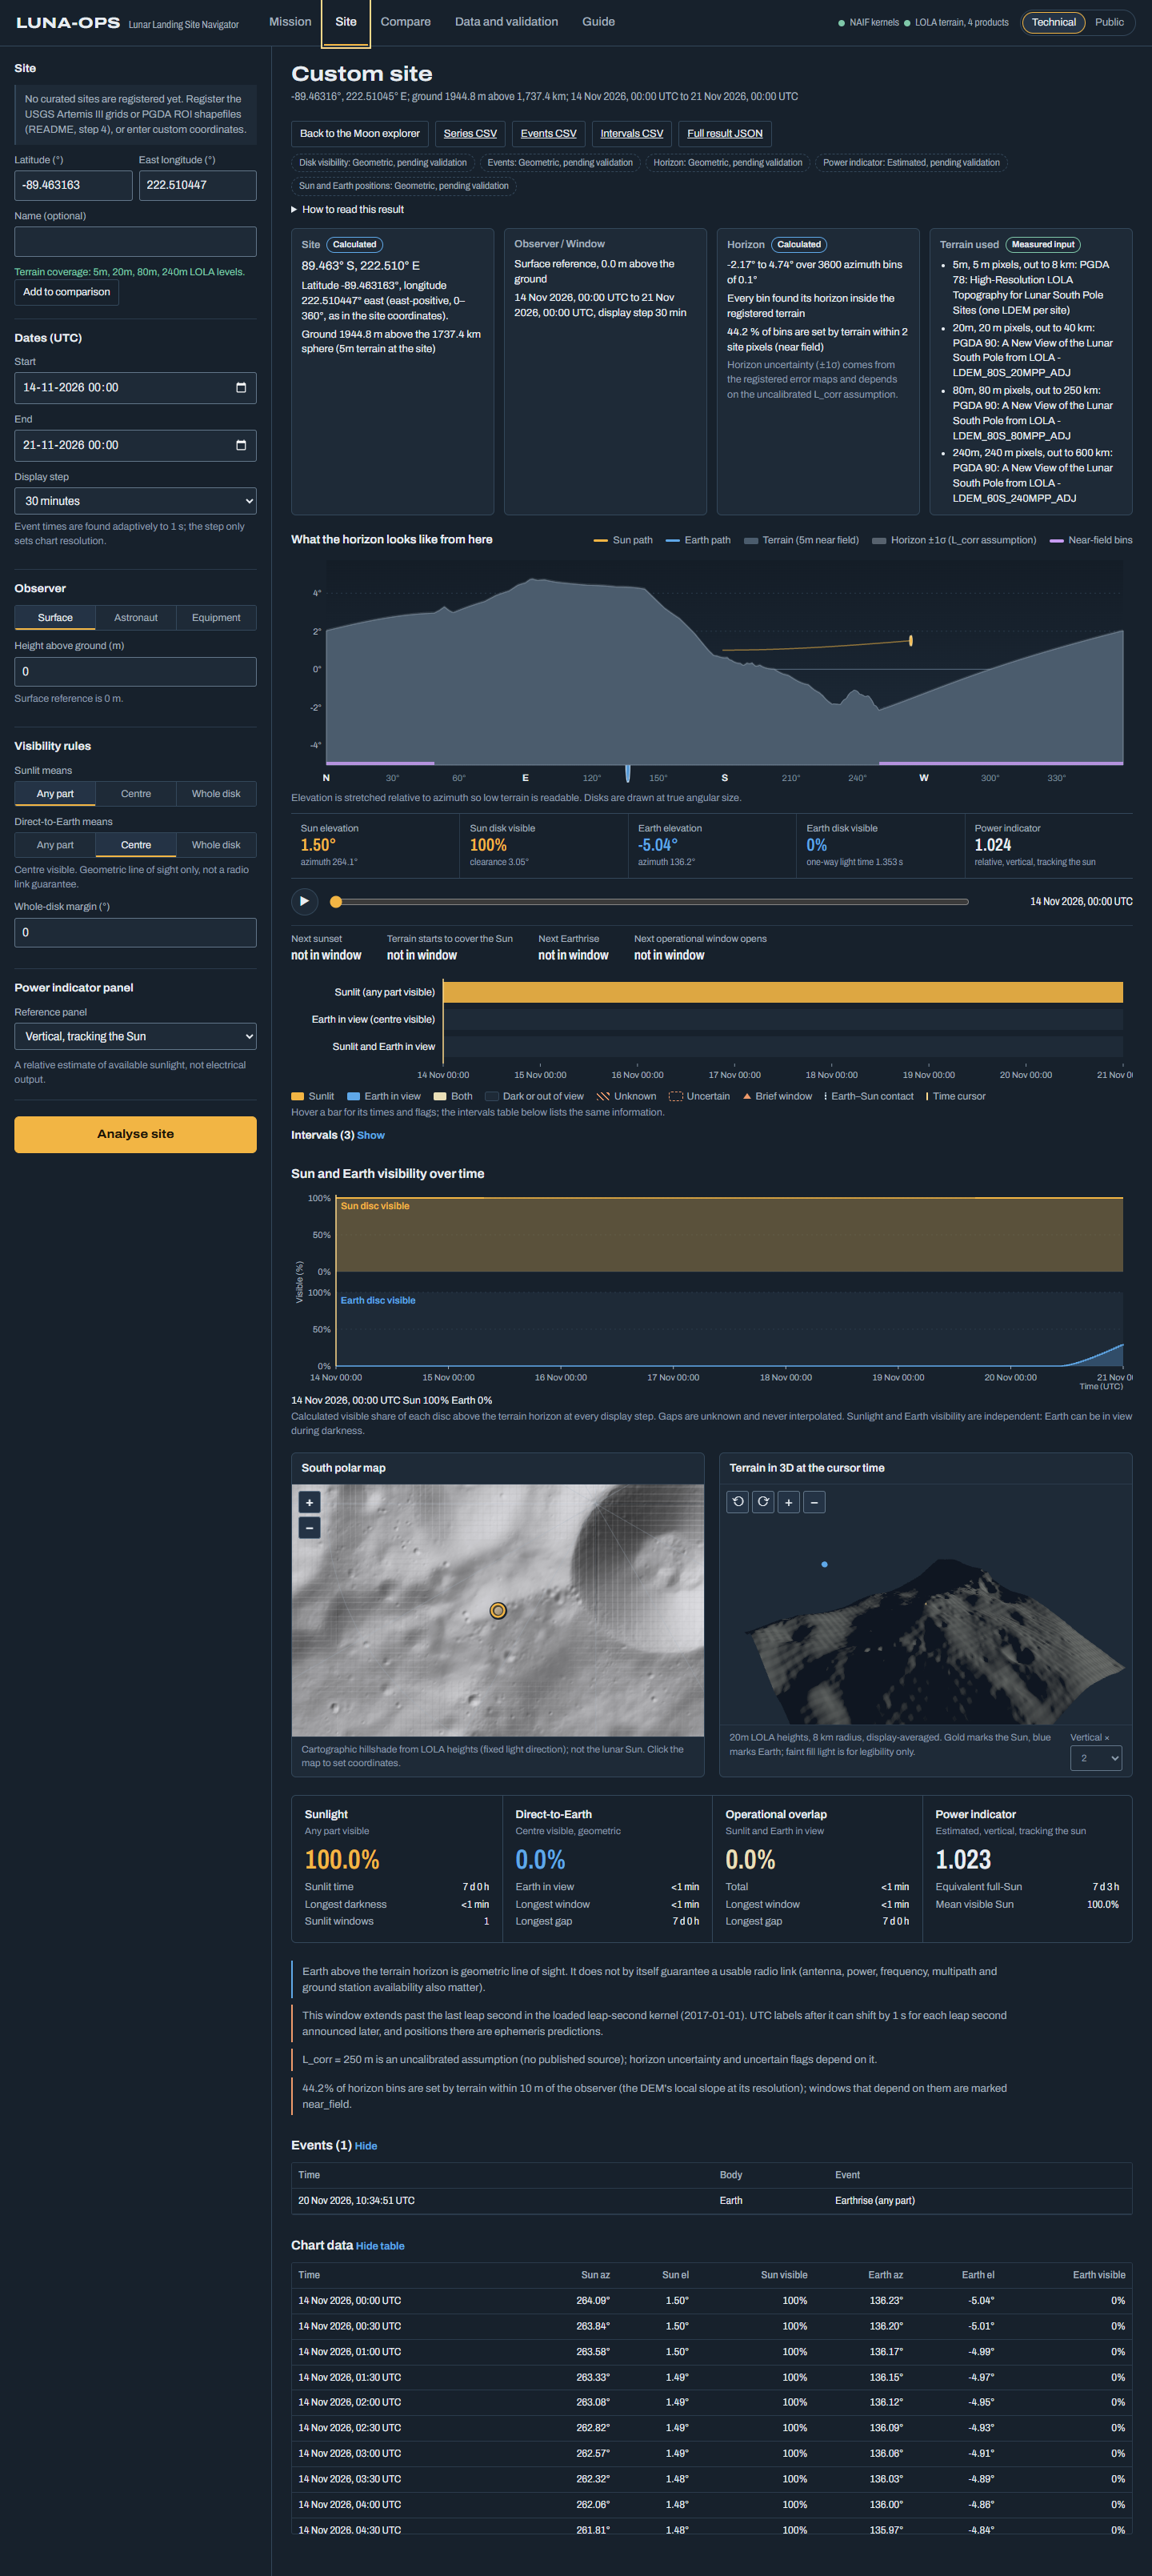 LUNA-OPS Lunar Landing Site Navigator
Mission
Site
Compare
Data and validation
Guide
NAIF kernels
LOLA terrain, 4 products
Technical
Public
Site
No curated sites are registered yet. Register the
USGS Artemis III grids or PGDA ROI shapefiles
(README, step 4), or enter custom coordinates.
Latitude (°)
East longitude (°)
-89.463163
222.510447
Name (optional)
Terrain coverage: 5m, 20m, 80m, 240m LOLA levels.
Add to comparison
Dates (UTC)
Start
14-11-2026 00:00
End
21-11-2026 00:00
Display step
30 minutes
Event times are found adaptively to 1 s; the step only
sets chart resolution.
Observer
Surface
Astronaut
Equipment
Height above ground (m)
0
Surface reference is 0 m.
Visibility rules
Sunlit means
Any part
Centre
Whole disk
Direct-to-Earth means
Any part
Centre
Whole disk
Centre visible. Geometric line of sight only, not a radio
link guarantee.
Whole-disk margin (°)
0
Power indicator panel
Reference panel
Vertical, tracking the Sun
A relative estimate of available sunlight, not electrical
output.
Analyse site
Custom site
-89.46316°, 222.51045° E; ground 1944.8 m above 1,737.4 km; 14 Nov 2026, 00:00 UTC to 21 Nov 2026, 00:00 UTC
Back to the Moon explorer
Series CSV
Events CSV
Intervals CSV
Full result JSON
Disk visibility: Geometric, pending validation
Events: Geometric, pending validation
Horizon: Geometric, pending validation
Power indicator: Estimated, pending validation
Sun and Earth positions: Geometric, pending validation
How to read this result
Site Calculated
89.463° S, 222.510° E
Latitude -89.463163°, longitude
222.510447° east (east-positive, 0–
360°, as in the site coordinates).
Ground 1944.8 m above the 1737.4 km
sphere (5m terrain at the site)
Observer / Window
Surface reference, 0.0 m above the
ground
14 Nov 2026, 00:00 UTC to 21 Nov
2026, 00:00 UTC, display step 30 min
Horizon Calculated
-2.17° to 4.74° over 3600 azimuth bins
of 0.1°
Every bin found its horizon inside the
registered terrain
44.2 % of bins are set by terrain within 2
site pixels (near field)
Horizon uncertainty (±1σ) comes from
the registered error maps and depends
on the uncalibrated L_corr assumption.
Terrain used Measured input
5m, 5 m pixels, out to 8 km: PGDA
78: High-Resolution LOLA
Topography for Lunar South Pole
Sites (one LDEM per site)
20m, 20 m pixels, out to 40 km:
PGDA 90: A New View of the Lunar
South Pole from LOLA -
LDEM_80S_20MPP_ADJ
80m, 80 m pixels, out to 250 km:
PGDA 90: A New View of the Lunar
South Pole from LOLA -
LDEM_80S_80MPP_ADJ
240m, 240 m pixels, out to 600 km:
PGDA 90: A New View of the Lunar
South Pole from LOLA -
LDEM_60S_240MPP_ADJ
What the horizon looks like from here
Sun path
Earth path
Terrain (5m near field)
Horizon ±1σ (L_corr assumption)
Near-field bins
4°
2°
0°
-2°
-4°
N 30° 60° E 120° 150° S 210° 240° W 300° 330°
Elevation is stretched relative to azimuth so low terrain is readable. Disks are drawn at true angular size.
Sun elevation
1.50°
azimuth 264.1°
Sun disk visible
100%
clearance 3.05°
Earth elevation
-5.04°
azimuth 136.2°
Earth disk visible
0%
one-way light time 1.353 s
Power indicator
1.024
relative, vertical, tracking the sun
14 Nov 2026, 00:00 UTC
Next sunset
not in window
Terrain starts to cover the Sun
not in window
Next Earthrise
not in window
Next operational window opens
not in window
Sunlit (any part visible)
Earth in view (centre visible)
Sunlit and Earth in view
14 Nov 00:00 15 Nov 00:00 16 Nov 00:00 17 Nov 00:00 18 Nov 00:00 19 Nov 00:00 20 Nov 00:00 21 Nov 0
Sunlit
Earth in view
Both
Dark or out of view
Unknown
Uncertain
Brief window
Earth–Sun contact
Time cursor
Hover a bar for its times and flags; the intervals table below lists the same information.
Intervals (3) Show
Sun and Earth visibility over time
Visible (%)
100%
Sun disc visible
50%
0%
100%
Earth disc visible
50%
0%
14 Nov 00:00 15 Nov 00:00 16 Nov 00:00 17 Nov 00:00 18 Nov 00:00 19 Nov 00:00 20 Nov 00:00 21 Nov 0
Time (UTC)
14 Nov 2026, 00:00 UTC Sun 100% Earth 0%
Calculated visible share of each disc above the terrain horizon at every display step. Gaps are unknown and never interpolated. Sunlight and Earth visibility are independent: Earth can be in view
during darkness.
South polar map
+
−
Cartographic hillshade from LOLA heights (fixed light direction); not the lunar Sun. Click the
map to set coordinates.
Terrain in 3D at the cursor time
+ −
20m LOLA heights, 8 km radius, display-averaged. Gold marks the Sun, blue
marks Earth; faint fill light is for legibility only.
Vertical ×
2
Sunlight
Any part visible
100.0%
Sunlit time 7 d 0 h
Longest darkness <1 min
Sunlit windows 1
Direct-to-Earth
Centre visible, geometric
0.0%
Earth in view <1 min
Longest window <1 min
Longest gap 7 d 0 h
Operational overlap
Sunlit and Earth in view
0.0%
Total <1 min
Longest window <1 min
Longest gap 7 d 0 h
Power indicator
Estimated, vertical, tracking the sun
1.023
Equivalent full-Sun 7 d 3 h
Mean visible Sun 100.0%
Earth above the terrain horizon is geometric line of sight. It does not by itself guarantee a usable radio link (antenna, power, frequency, multipath and
ground station availability also matter).
This window extends past the last leap second in the loaded leap-second kernel (2017-01-01). UTC labels after it can shift by 1 s for each leap second
announced later, and positions there are ephemeris predictions.
L_corr = 250 m is an uncalibrated assumption (no published source); horizon uncertainty and uncertain flags depend on it.
44.2% of horizon bins are set by terrain within 10 m of the observer (the DEM's local slope at its resolution); windows that depend on them are marked
near_field.
Events (1) Hide
Time Body Event
20 Nov 2026, 10:34:51 UTC Earth Earthrise (any part)
Chart data Hide table
Time Sun az Sun el Sun visible Earth az Earth el Earth visible
14 Nov 2026, 00:00 UTC 264.09° 1.50° 100% 136.23° -5.04° 0%
14 Nov 2026, 00:30 UTC 263.84° 1.50° 100% 136.20° -5.01° 0%
14 Nov 2026, 01:00 UTC 263.58° 1.50° 100% 136.17° -4.99° 0%
14 Nov 2026, 01:30 UTC 263.33° 1.49° 100% 136.15° -4.97° 0%
14 Nov 2026, 02:00 UTC 263.08° 1.49° 100% 136.12° -4.95° 0%
14 Nov 2026, 02:30 UTC 262.82° 1.49° 100% 136.09° -4.93° 0%
14 Nov 2026, 03:00 UTC 262.57° 1.49° 100% 136.06° -4.91° 0%
14 Nov 2026, 03:30 UTC 262.32° 1.48° 100% 136.03° -4.89° 0%
14 Nov 2026, 04:00 UTC 262.06° 1.48° 100% 136.00° -4.86° 0%
14 Nov 2026, 04:30 UTC 261.81° 1.48° 100% 135.97° -4.84° 0%